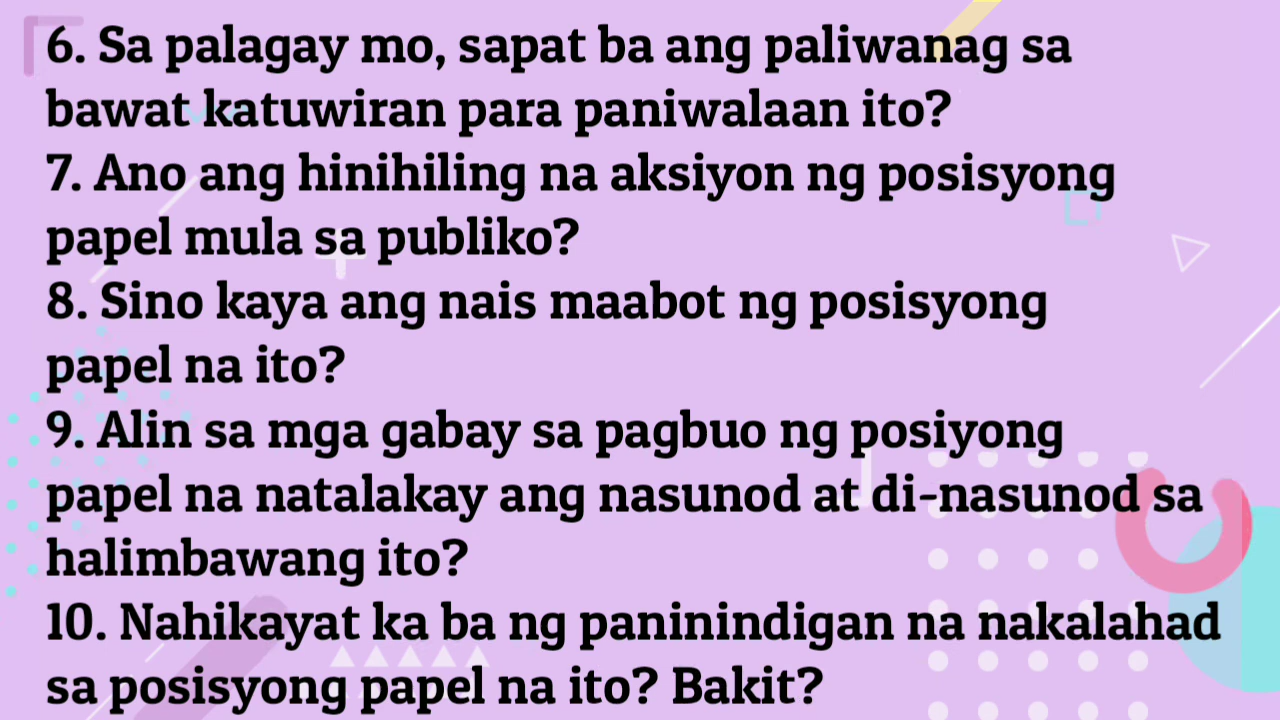 6. Sa palagay mo, sapat ba ang paliwanag sa
bawat katuwiran para paniwalaan ito?
7. Ano ang hinihiling na aksiyon ng posisyong
papel mula sa publiko?
8. Sino kaya ang nais maabot ng posisyong
papel na ito?
9. Alin sa mga gabay sa pagbuo ng posiyong
papel na natalakay ang nasunod at di-nasunod sa
halimbawang ito?
10. Nahikayat ka ba ng paninindigan na nakalahad
sa posisyong papel na ito? Bakit?